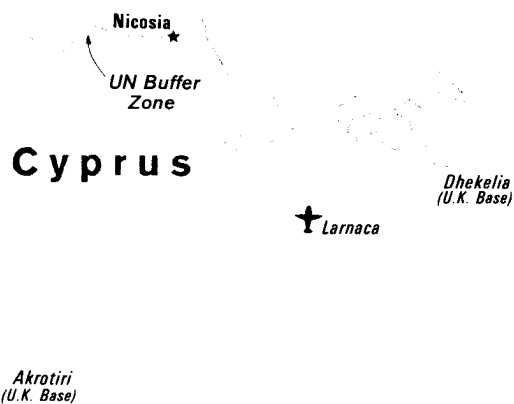 Nicosia
UN Buffer
Zone
Cyprus
Dhekelia
(U.K. Base)
Larnaca
Akrotiri
(U.K. Base)